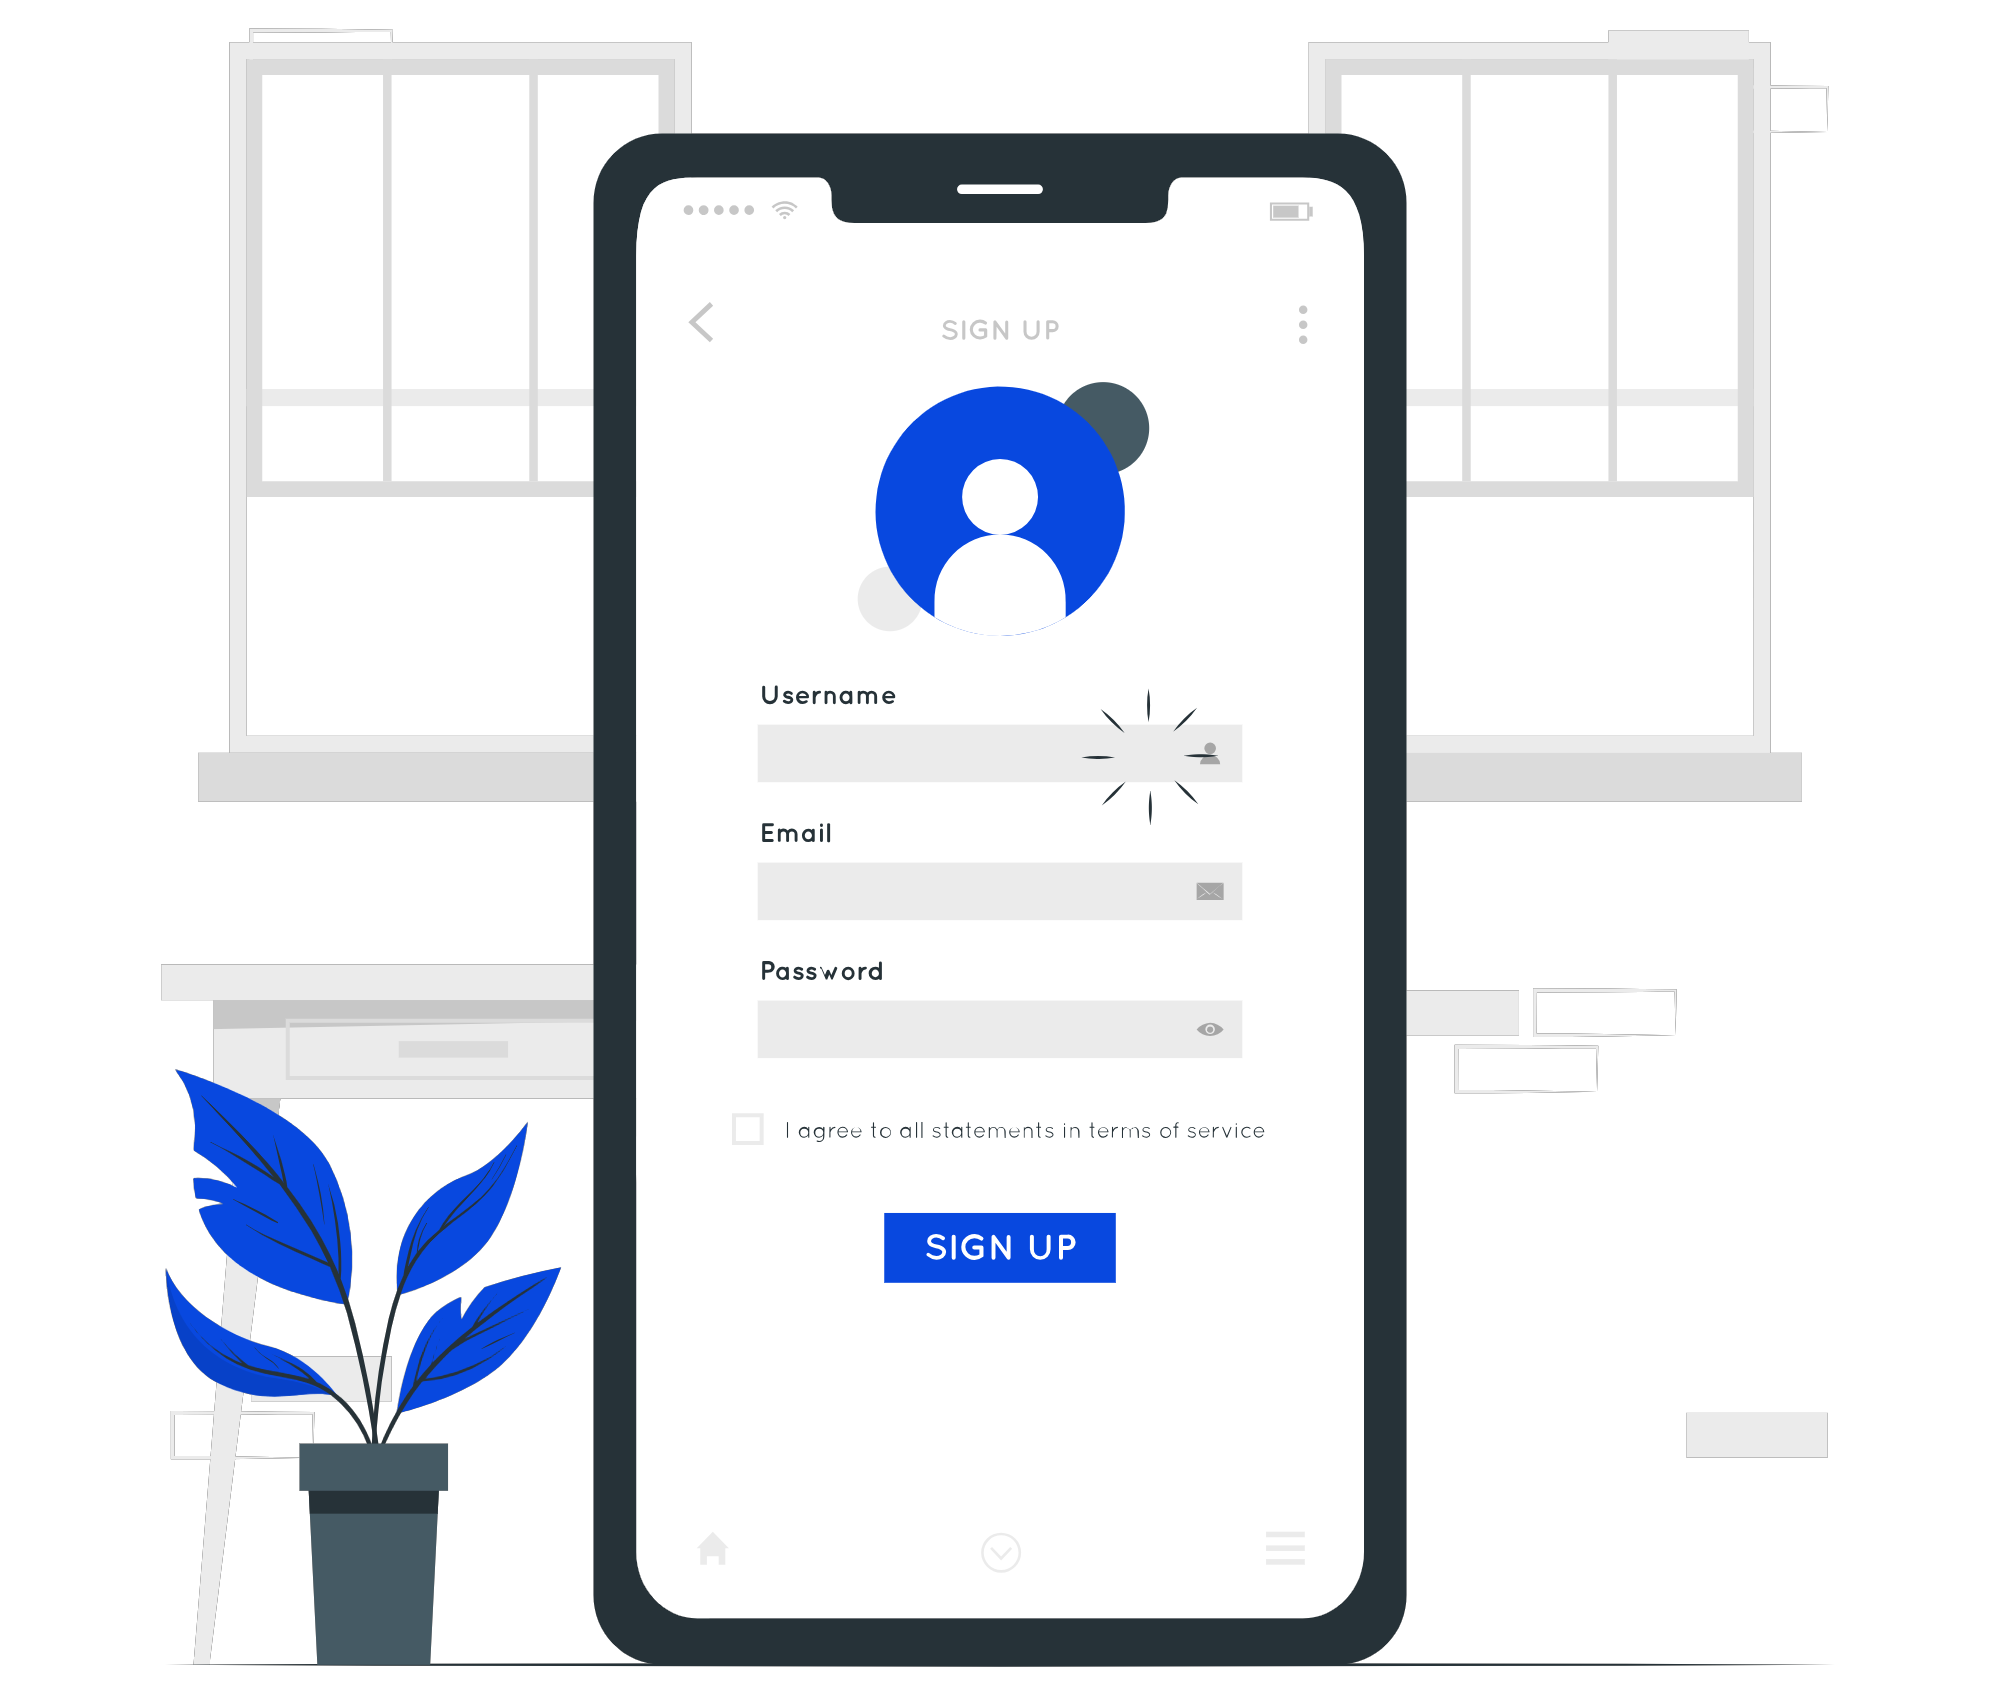 SIGN UP
Username
Email
Password
I agree to all statements in terms of service
SIGN UP